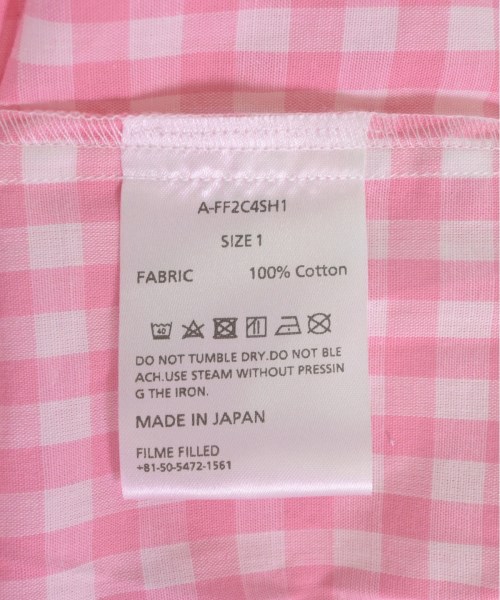 A-FF2C4SH1
SIZE 1
FABRIC 100% Cotton
40
DO NOT TUMBLE DRY.DO NOT BLE
ACH.USE STEAM WITHOUT PRESSIN
G THE IRON.
MADE IN JAPAN
FILME FILLED
+81-50-5472-1561